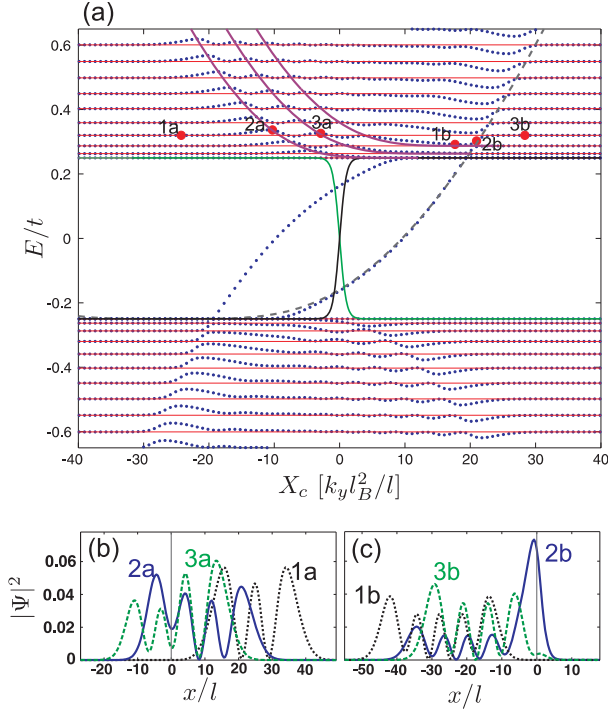 (a)
0.6
0.4
0.2
0
-0.2
-0.4
-0.6
E/t
1a 2a 3a 1b 2b 3b
-40 -30 -20 -10 0 10 20 30 40
X_c [k_y l_B^2/l]
(b) 2a 3a 1a
(c) 1b 3b 2b
0.06
0.04
0.02
0
|Ψ|^2
-20 -10 0 10 20 30 40
-50 -40 -30 -20 -10 0 10
x/l
x/l